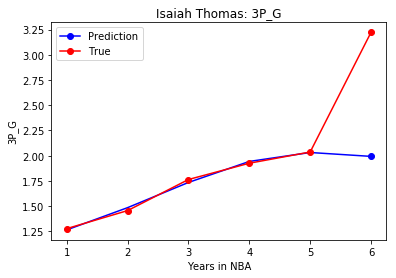 Isaiah Thomas: 3P_G
Prediction
True
3P_G
3.25
3.00
2.75
2.50
2.25
2.00
1.75
1.50
1.25
1 2 3 4 5 6
Years in NBA